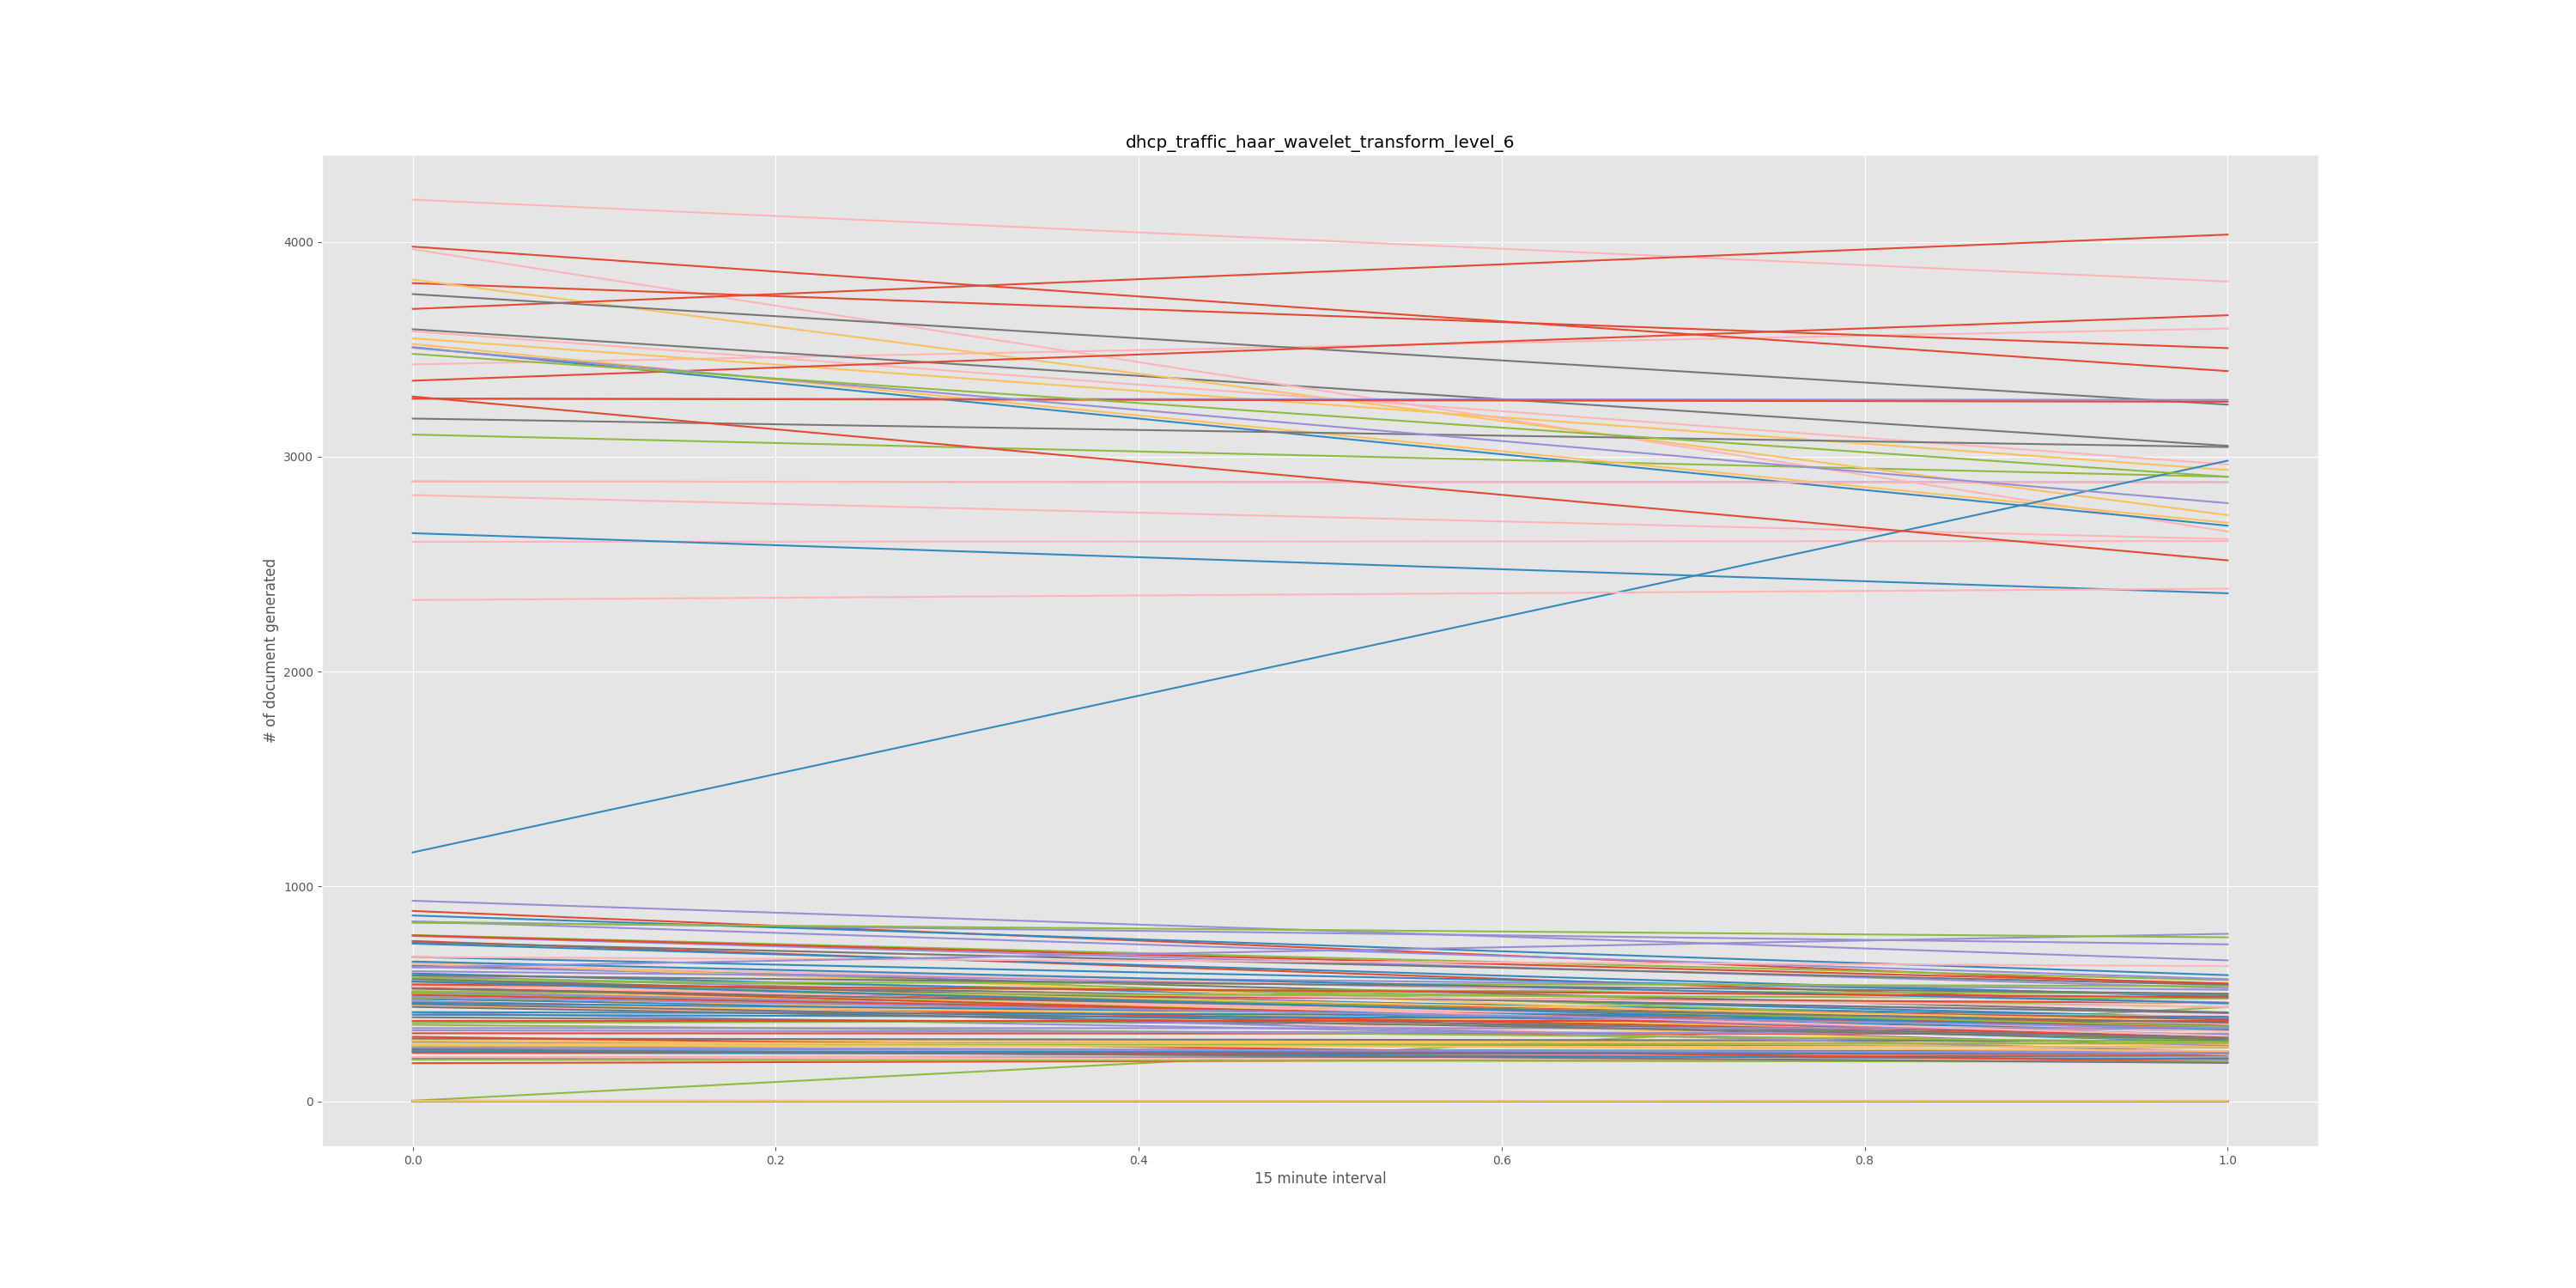 dhcp_traffic_haar_wavelet_transform_level_6
4000
3000
2000
1000
0
# of document generated
0.0 0.2 0.4 0.6 0.8 1.0
15 minute interval